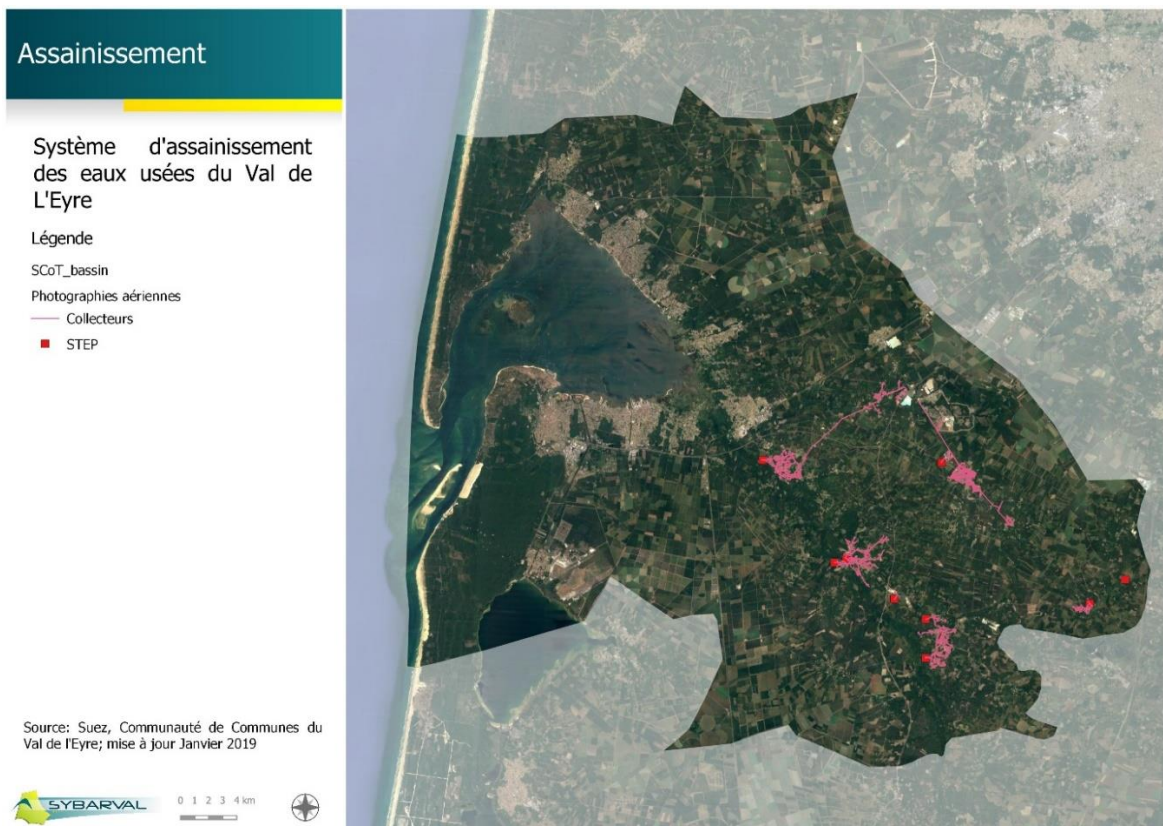 Assainissement
Système d'assainissement
des eaux usées du Val de
L'Eyre
Légende
SCoT_bassin
Photographies aériennes
Collecteurs
STEP
Source: Suez, Communauté de Communes du
Val de l'Eyre; mise à jour Janvier 2019
SYBARVAL
0 1 2 3 4 km